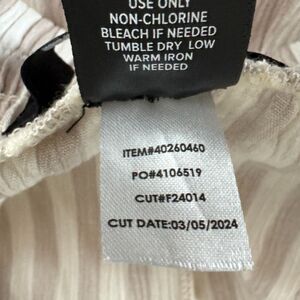 USE ONLY
NON-CHLORINE
BLEACH IF NEEDED
TUMBLE DRY LOW
WARM IRON
IF NEEDED
ITEM#40260460
PO#4106519
CUT#F24014
CUT DATE:03/05/2024